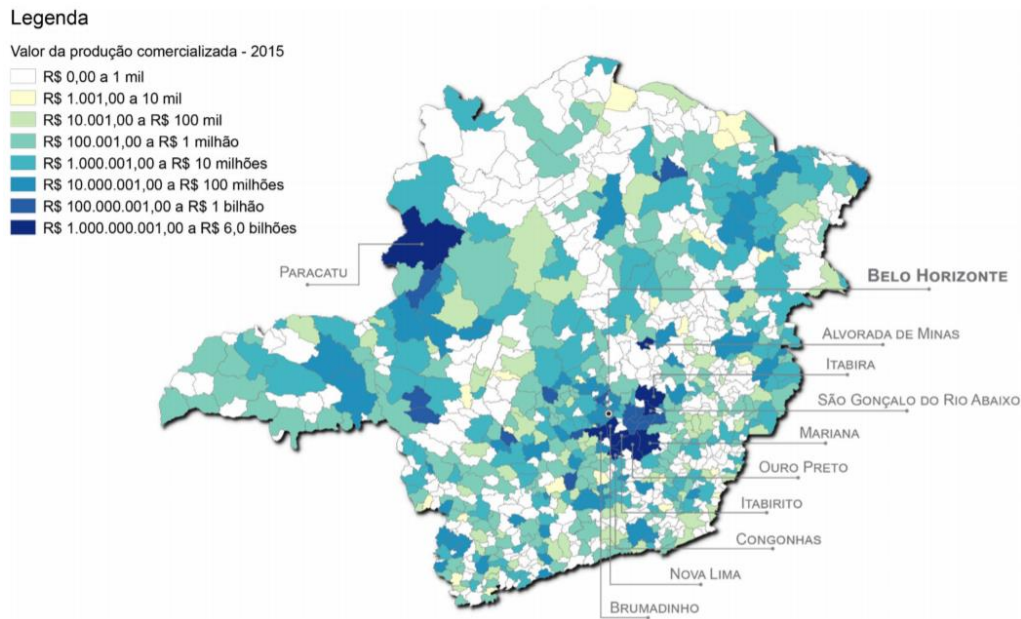 Legenda
Valor da produção comercializada - 2015
R$ 0,00 a 1 mil
R$ 1.001,00 a 10 mil
R$ 10.001,00 a R$ 100 mil
R$ 100.001,00 a R$ 1 milhão
R$ 1.000.001,00 a R$ 10 milhões
R$ 10.000.001,00 a R$ 100 milhões
R$ 100.000.001,00 a R$ 1 bilhão
R$ 1.000.000.001,00 a R$ 6,0 bilhões
PARACATU
BELO HORIZONTE
ALVORADA DE MINAS
ITABIRA
SÃO GONÇALO DO RIO ABAIXO
MARIANA
OURO PRETO
ITABIRITO
CONGONHAS
NOVA LIMA
BRUMADINHO